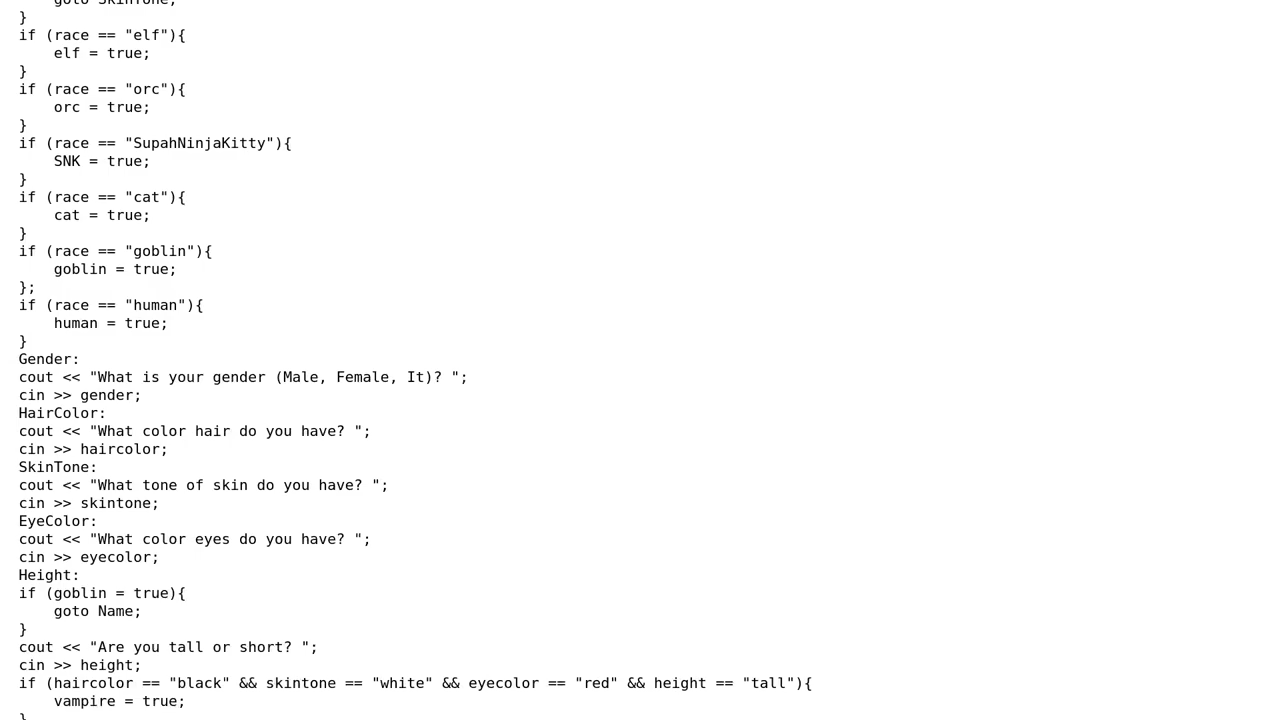 goto SkinTone;
}
if (race == "elf"){
    elf = true;
}
if (race == "orc"){
    orc = true;
}
if (race == "SupahNinjaKitty"){
    SNK = true;
}
if (race == "cat"){
    cat = true;
}
if (race == "goblin"){
    goblin = true;
};
if (race == "human"){
    human = true;
}
Gender:
cout << "What is your gender (Male, Female, It)? ";
cin >> gender;
HairColor:
cout << "What color hair do you have? ";
cin >> haircolor;
SkinTone:
cout << "What tone of skin do you have? ";
cin >> skintone;
EyeColor:
cout << "What color eyes do you have? ";
cin >> eyecolor;
Height:
if (goblin = true){
    goto Name;
}
cout << "Are you tall or short? ";
cin >> height;
if (haircolor == "black" && skintone == "white" && eyecolor == "red" && height == "tall"){
    vampire = true;
}